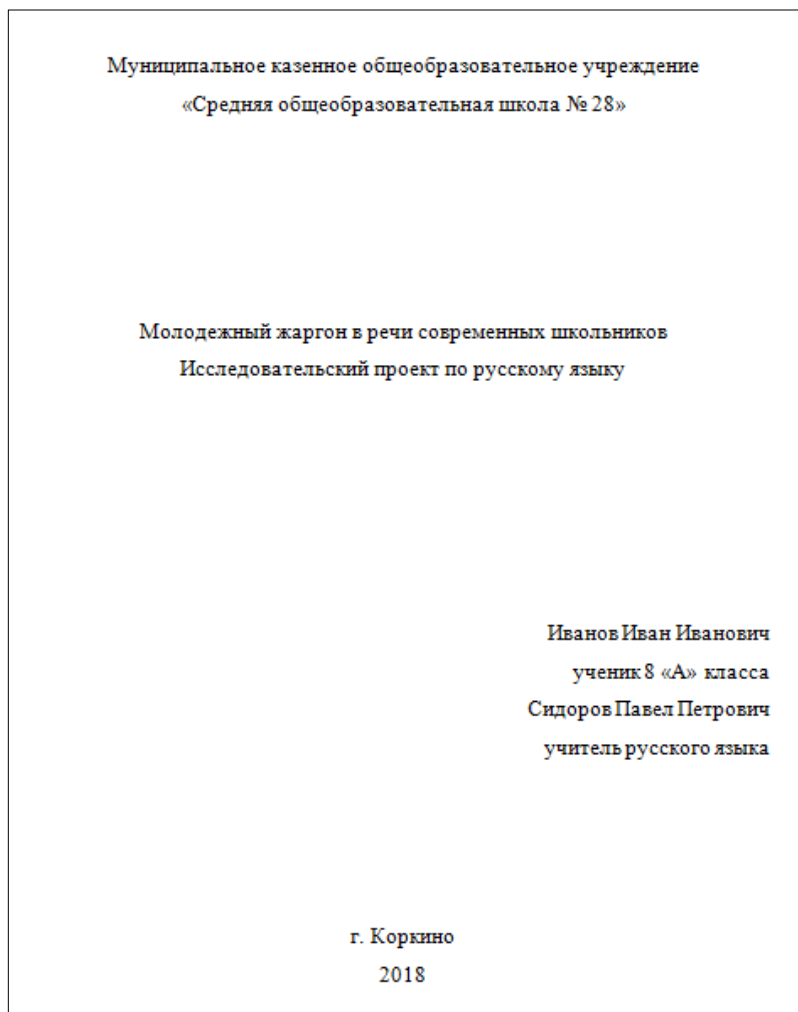 Муниципальное казенное общеобразовательное учреждение
«Средняя общеобразовательная школа № 28»
Молодежный жаргон в речи современных школьников
Исследовательский проект по русскому языку
Иванов Иван Иванович
ученик 8 «А» класса
Сидоров Павел Петрович
учитель русского языка
г. Коркино
2018